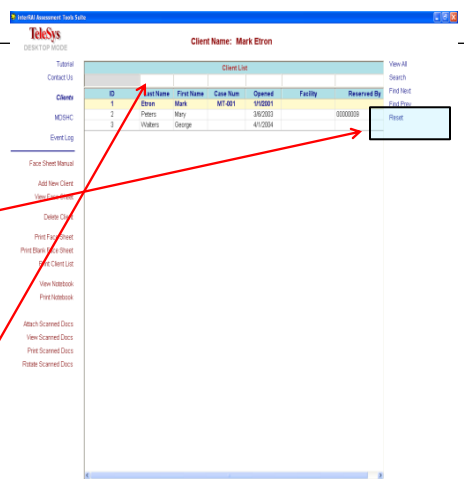 InterRAI Assessment Tools Suite
TeleSys
DESKTOP MODE
Client Name: Mark Etron
Tutorial
Contact Us
Clients
MDSHC
Event Log
Face Sheet Manual
Add New Client
View Face Sheet
Delete Client
Print Face Sheet
Print Blank Face Sheet
Print Client List
View Notebook
Print Notebook
Attach Scanned Docs
View Scanned Docs
Print Scanned Docs
Rotate Scanned Docs
Client List
ID Last Name First Name Case Num Opened Facility Reserved By
1 Etron Mark MT-001 1/1/2001
2 Peters Mary 3/6/2003 00000009
3 Walters George 4/1/2004
View All
Search
Find Next
Find Prev
Reset